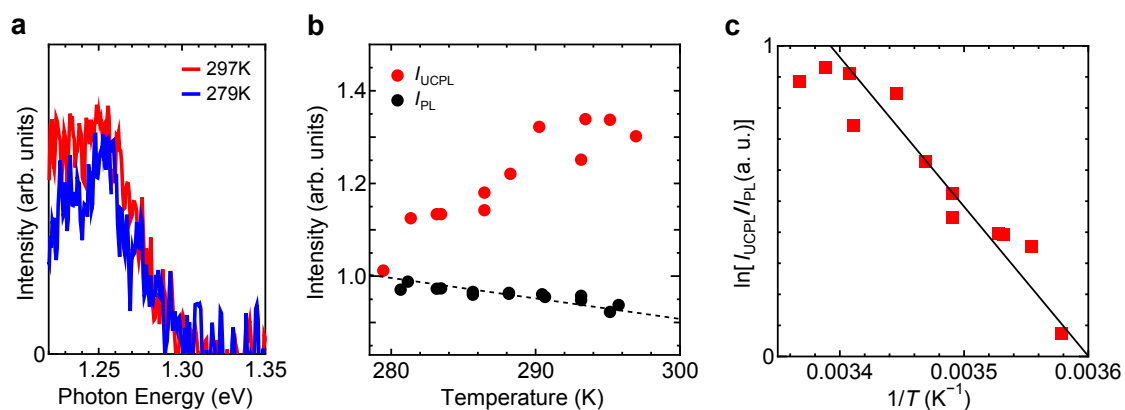 a
297K
279K
Intensity (arb. units)
0
1.25
1.30
1.35
Photon Energy (eV)
b
I_UCPL
I_PL
Intensity (arb. units)
1.4
1.2
1.0
280
290
300
Temperature (K)
c
ln[ I_UCPL/I_PL(a. u.)]
1
0
0.0034
0.0035
0.0036
1/T (K⁻¹)